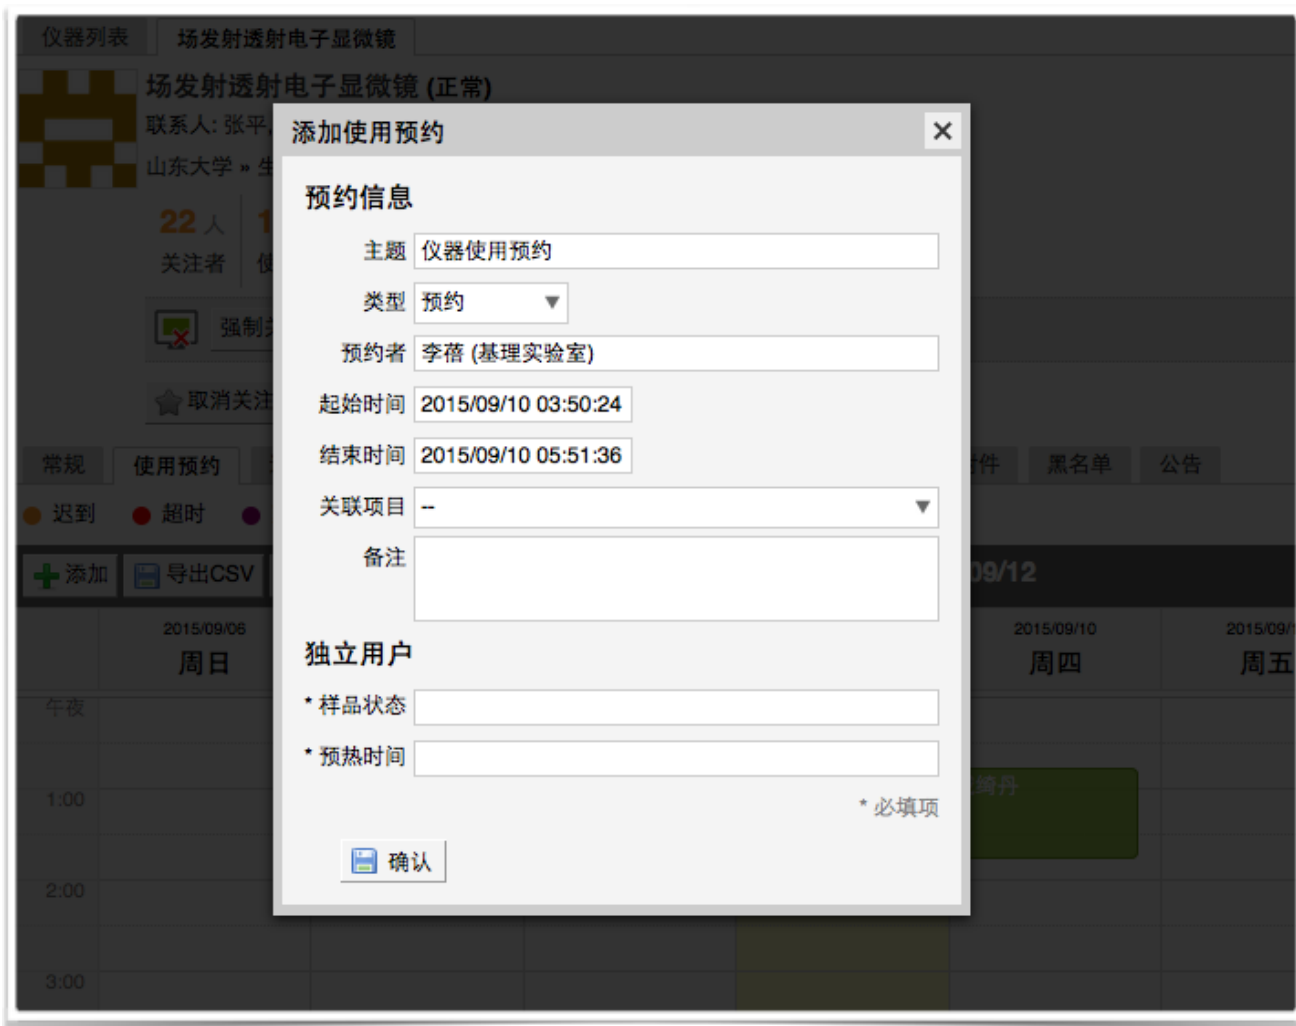 仪器列表 场发射透射电子显微镜
场发射透射电子显微镜 (正常)
联系人: 张平,
山东大学 » 生
22 人
关注者
强制关
取消关注
添加使用预约
预约信息
主题 仪器使用预约
类型 预约
预约者 李蓓 (基理实验室)
起始时间 2015/09/10 03:50:24
结束时间 2015/09/10 05:51:36
关联项目 --
备注
独立用户
* 样品状态
* 预热时间
* 必填项
确认
常规 使用预约 附件 黑名单 公告
迟到 超时
添加 导出CSV 09/12
2015/09/06 2015/09/10 2015/09/
周日 周四 周五
午夜
绮丹
1:00
2:00
3:00